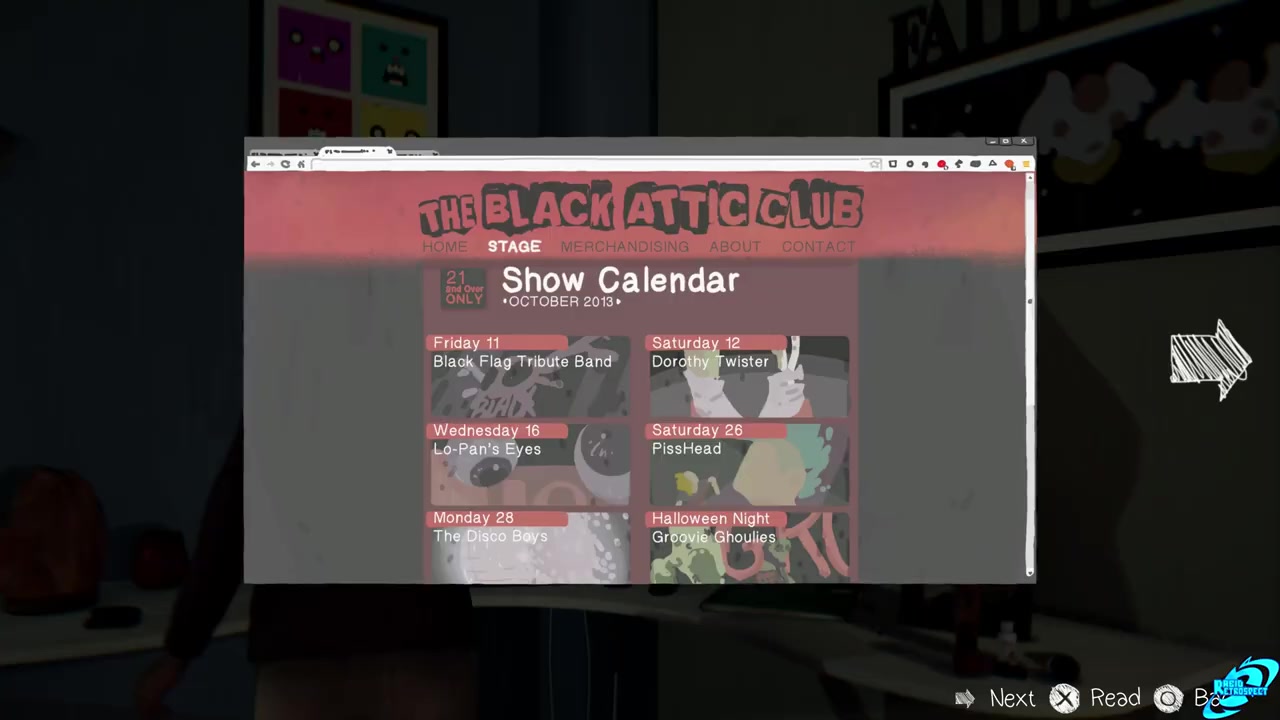 THE BLACK ATTIC CLUB
HOME STAGE MERCHANDISING ABOUT CONTACT
21
and Over
ONLY
Show Calendar
OCTOBER 2013
Friday 11
Black Flag Tribute Band
Saturday 12
Dorothy Twister
Wednesday 16
Lo-Pan's Eyes
Saturday 26
PissHead
Monday 28
The Disco Boys
Halloween Night
Groovie Ghoulies
Next Read
RAPID
RETROSPECT